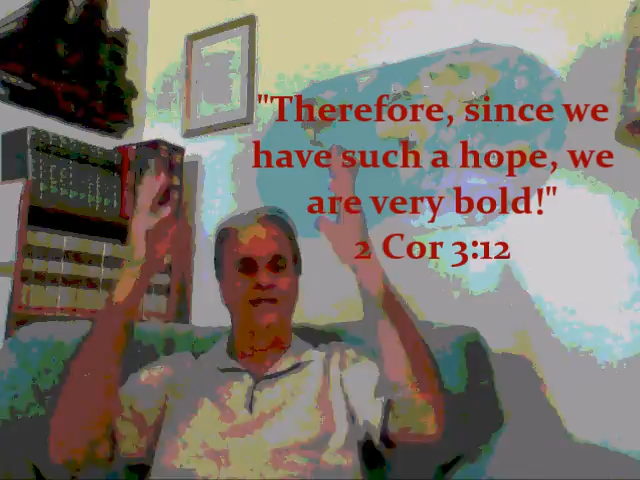 "Therefore, since we
have such a hope, we
are very bold!"
2 Cor 3:12